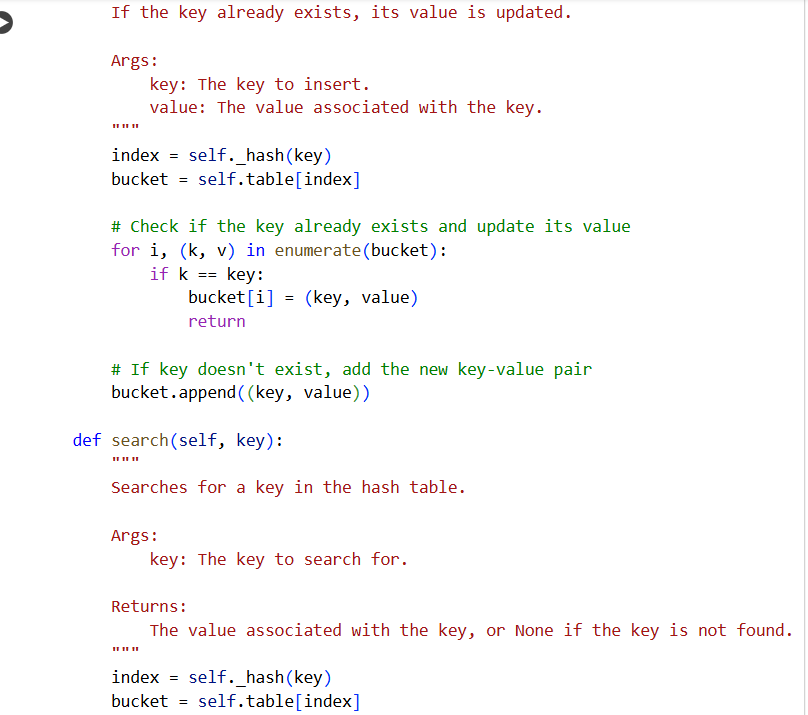 If the key already exists, its value is updated.
Args:
key: The key to insert.
value: The value associated with the key.
"""
index = self._hash(key)
bucket = self.table[index]
# Check if the key already exists and update its value
for i, (k, v) in enumerate(bucket):
if k == key:
bucket[i] = (key, value)
return
# If key doesn't exist, add the new key-value pair
bucket.append((key, value))
def search(self, key):
"""
Searches for a key in the hash table.
Args:
key: The key to search for.
Returns:
The value associated with the key, or None if the key is not found.
"""
index = self._hash(key)
bucket = self.table[index]